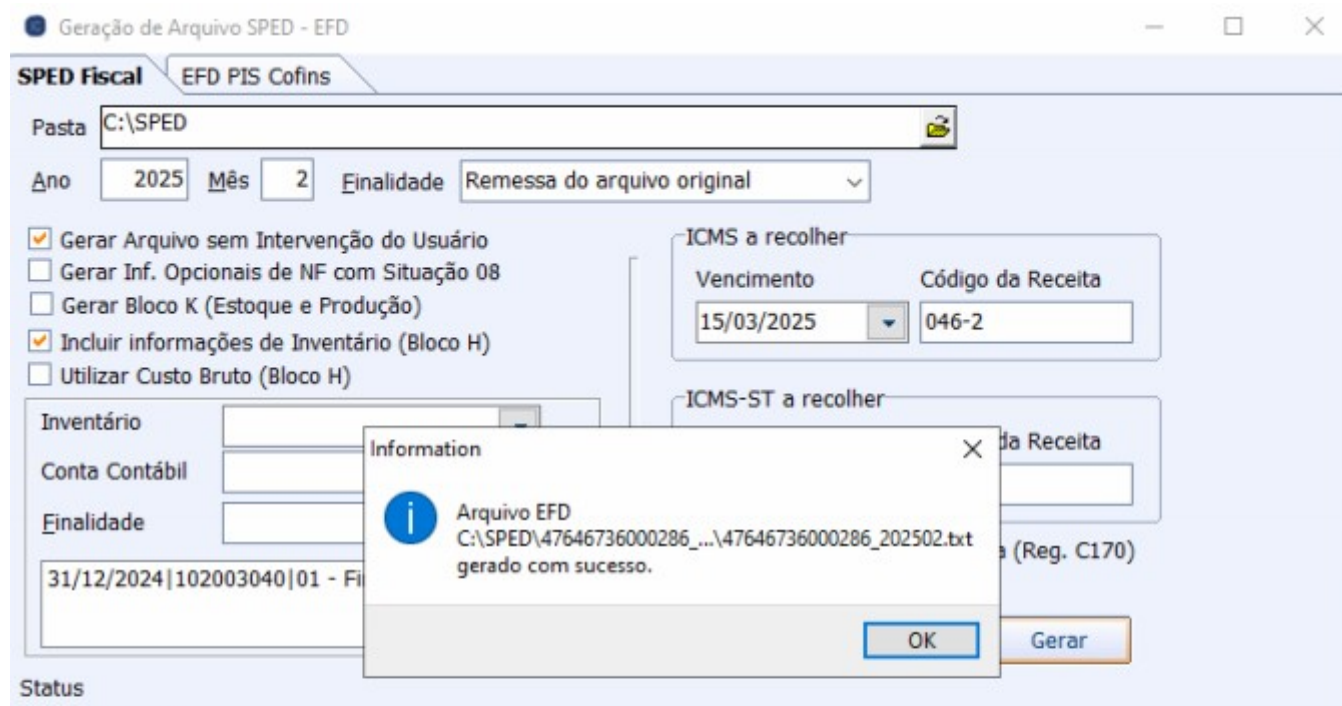 Geração de Arquivo SPED - EFD
SPED Fiscal EFD PIS Cofins
Pasta C:\SPED
Ano 2025 Mês 2 Finalidade Remessa do arquivo original
Gerar Arquivo sem Intervenção do Usuário
Gerar Inf. Opcionais de NF com Situação 08
Gerar Bloco K (Estoque e Produção)
Incluir informações de Inventário (Bloco H)
Utilizar Custo Bruto (Bloco H)
ICMS a recolher
Vencimento Código da Receita
15/03/2025 046-2
ICMS-ST a recolher
da Receita
Inventário
Conta Contábil
Finalidade
31/12/2024|102003040|01 - Fi
Information
Arquivo EFD
C:\SPED\47646736000286_...\47646736000286_202502.txt
gerado com sucesso.
OK
(Reg. C170)
Gerar
Status